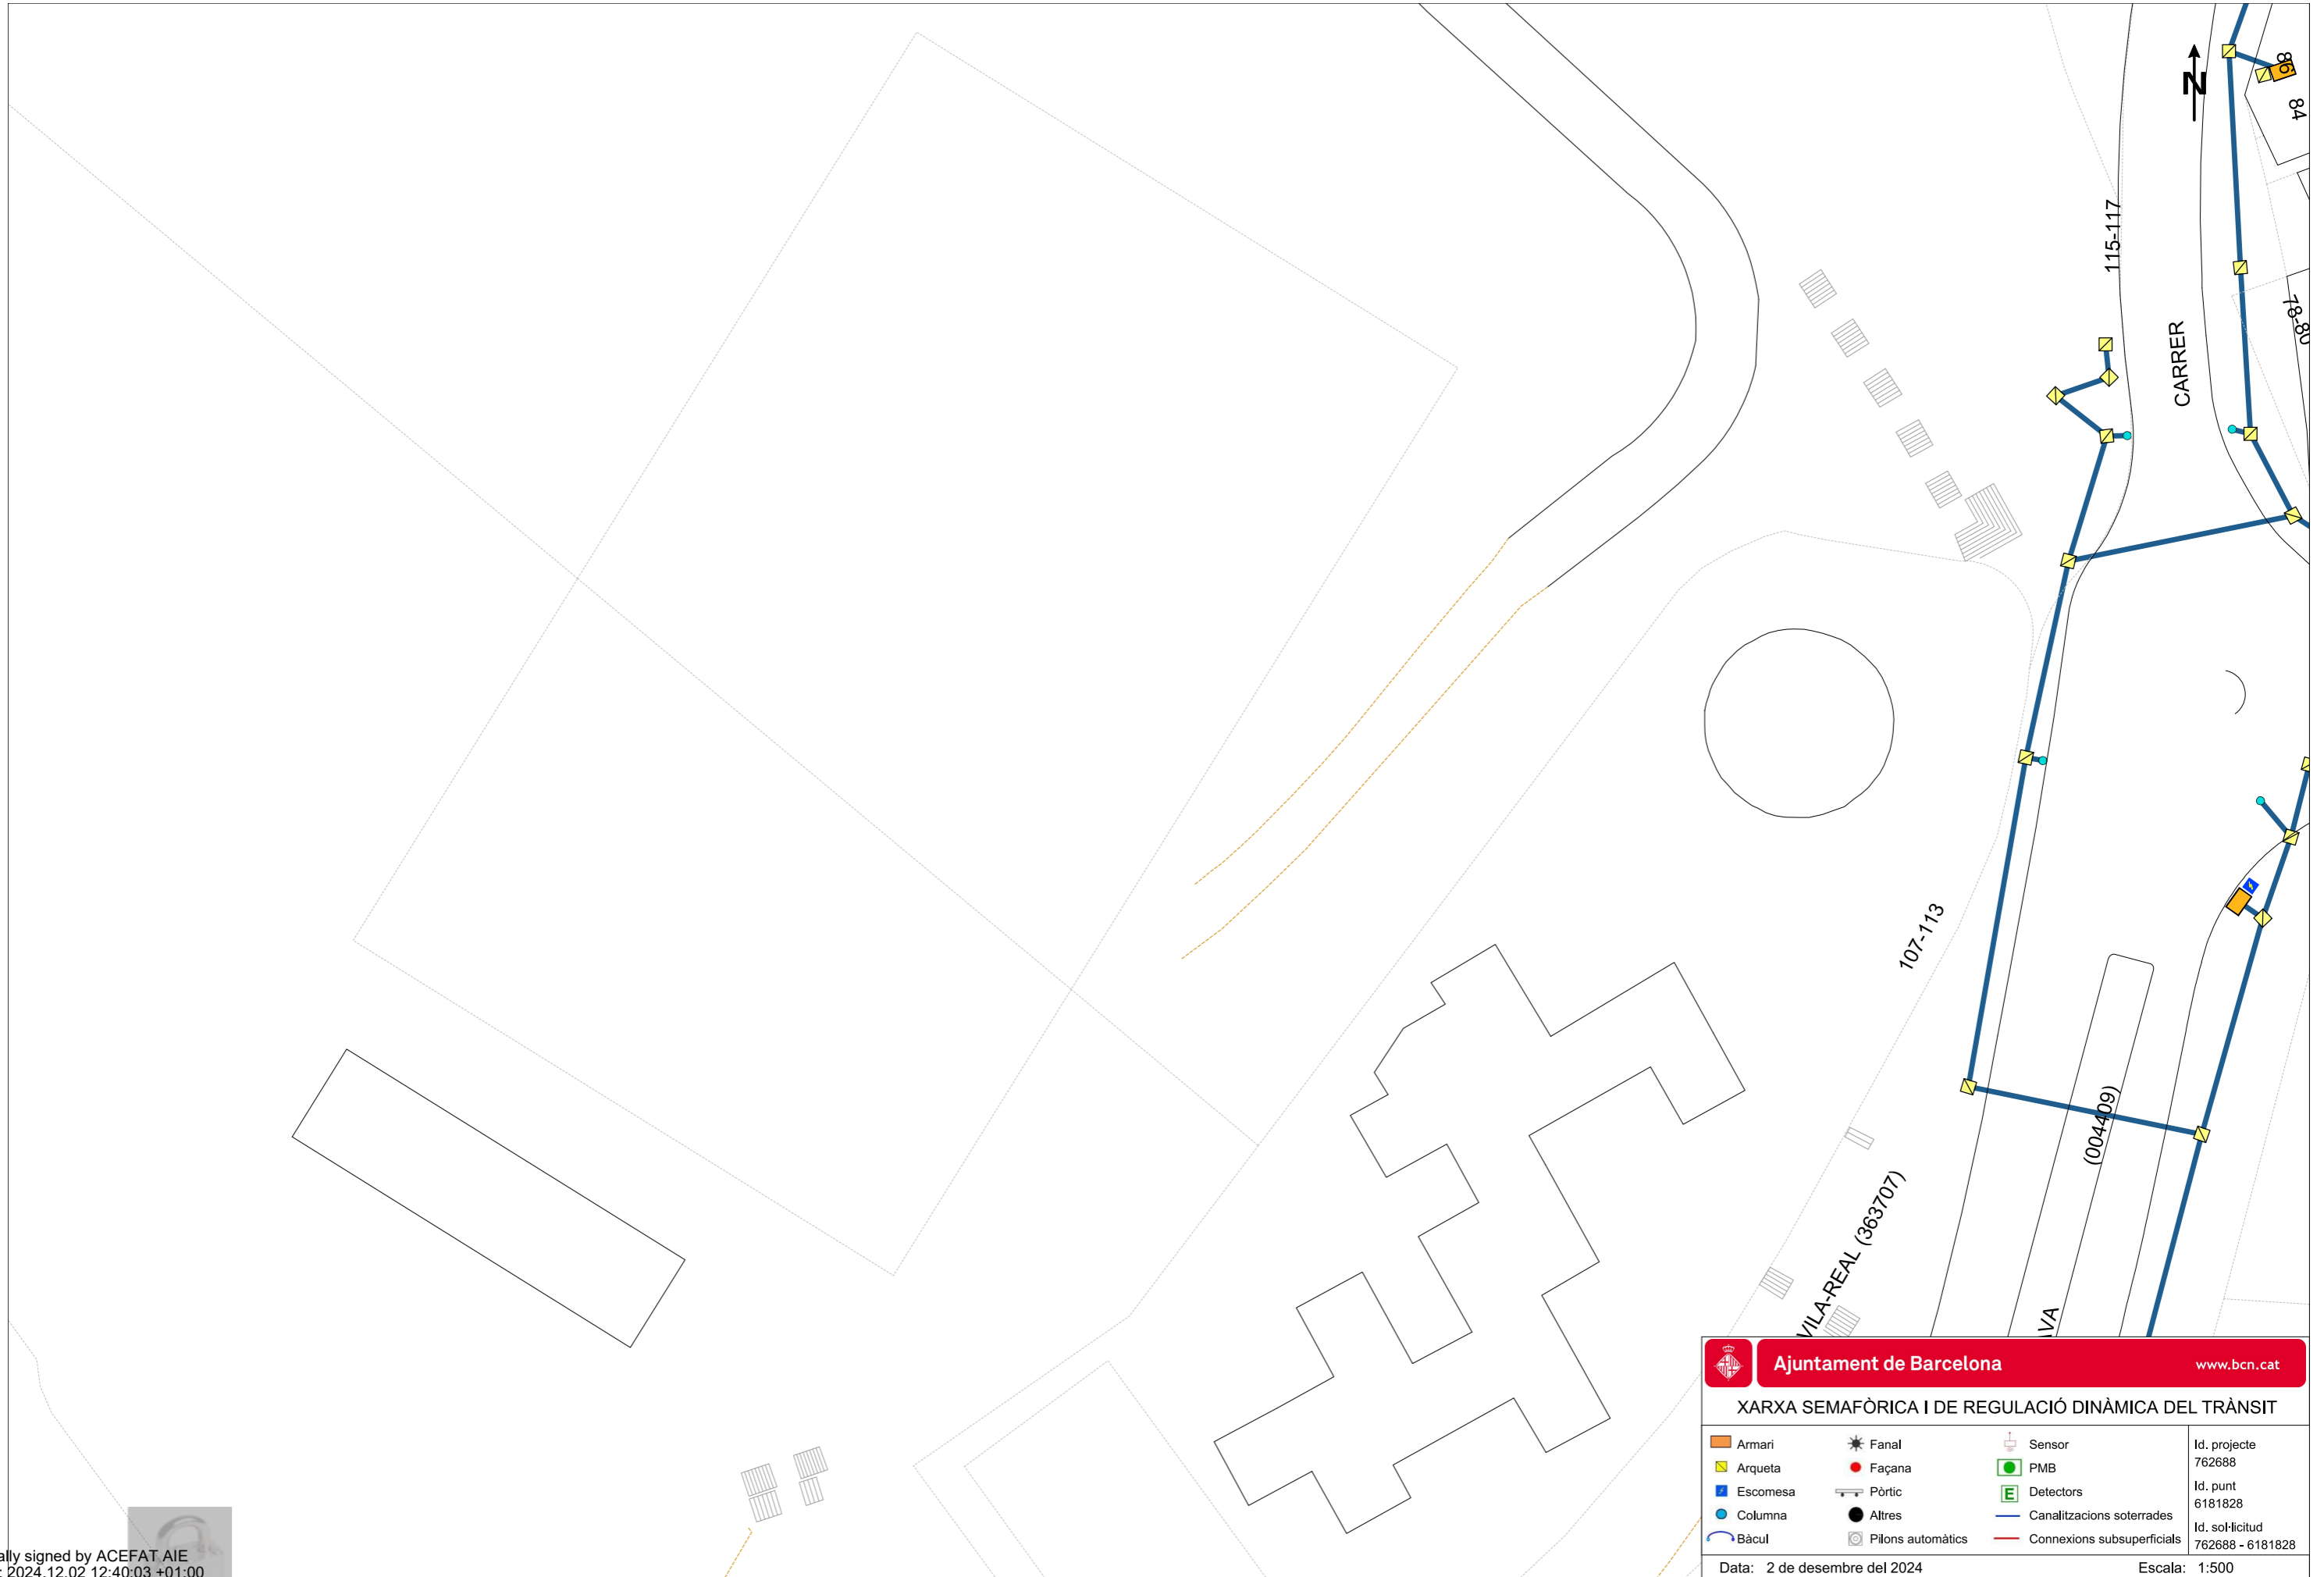 N
86
84
115-117
78-80
CARRER
107-113
(004409)
VILA-REAL (363707)
AVA
Ajuntament de Barcelona
www.bcn.cat
XARXA SEMAFÒRICA I DE REGULACIÓ DINÀMICA DEL TRÀNSIT
Armari
Arqueta
Escomesa
Columna
Bàcul
Fanal
Façana
Pòrtic
Altres
Pilons automàtics
Sensor
PMB
E Detectors
Canalitzacions soterrades
Connexions subsuperficials
Id. projecte
762688
Id. punt
6181828
Id. sol·licitud
762688 - 6181828
Data: 2 de desembre del 2024
Escala: 1:500
ally signed by ACEFAT AIE
: 2024.12.02 12:40:03 +01:00